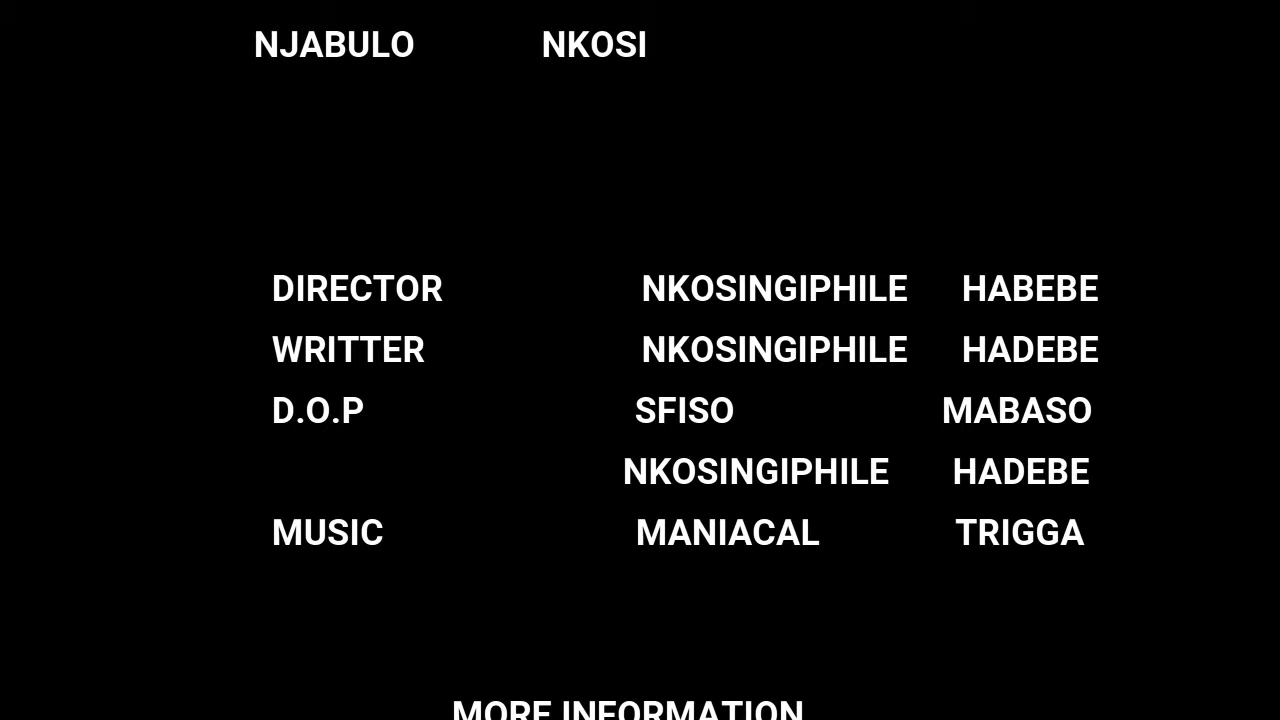 NJABULO NKOSI
DIRECTOR NKOSINGIPHILE HABEBE
WRITTER NKOSINGIPHILE HADEBE
D.O.P SFISO MABASO
NKOSINGIPHILE HADEBE
MUSIC MANIACAL TRIGGA
MORE INFORMATION